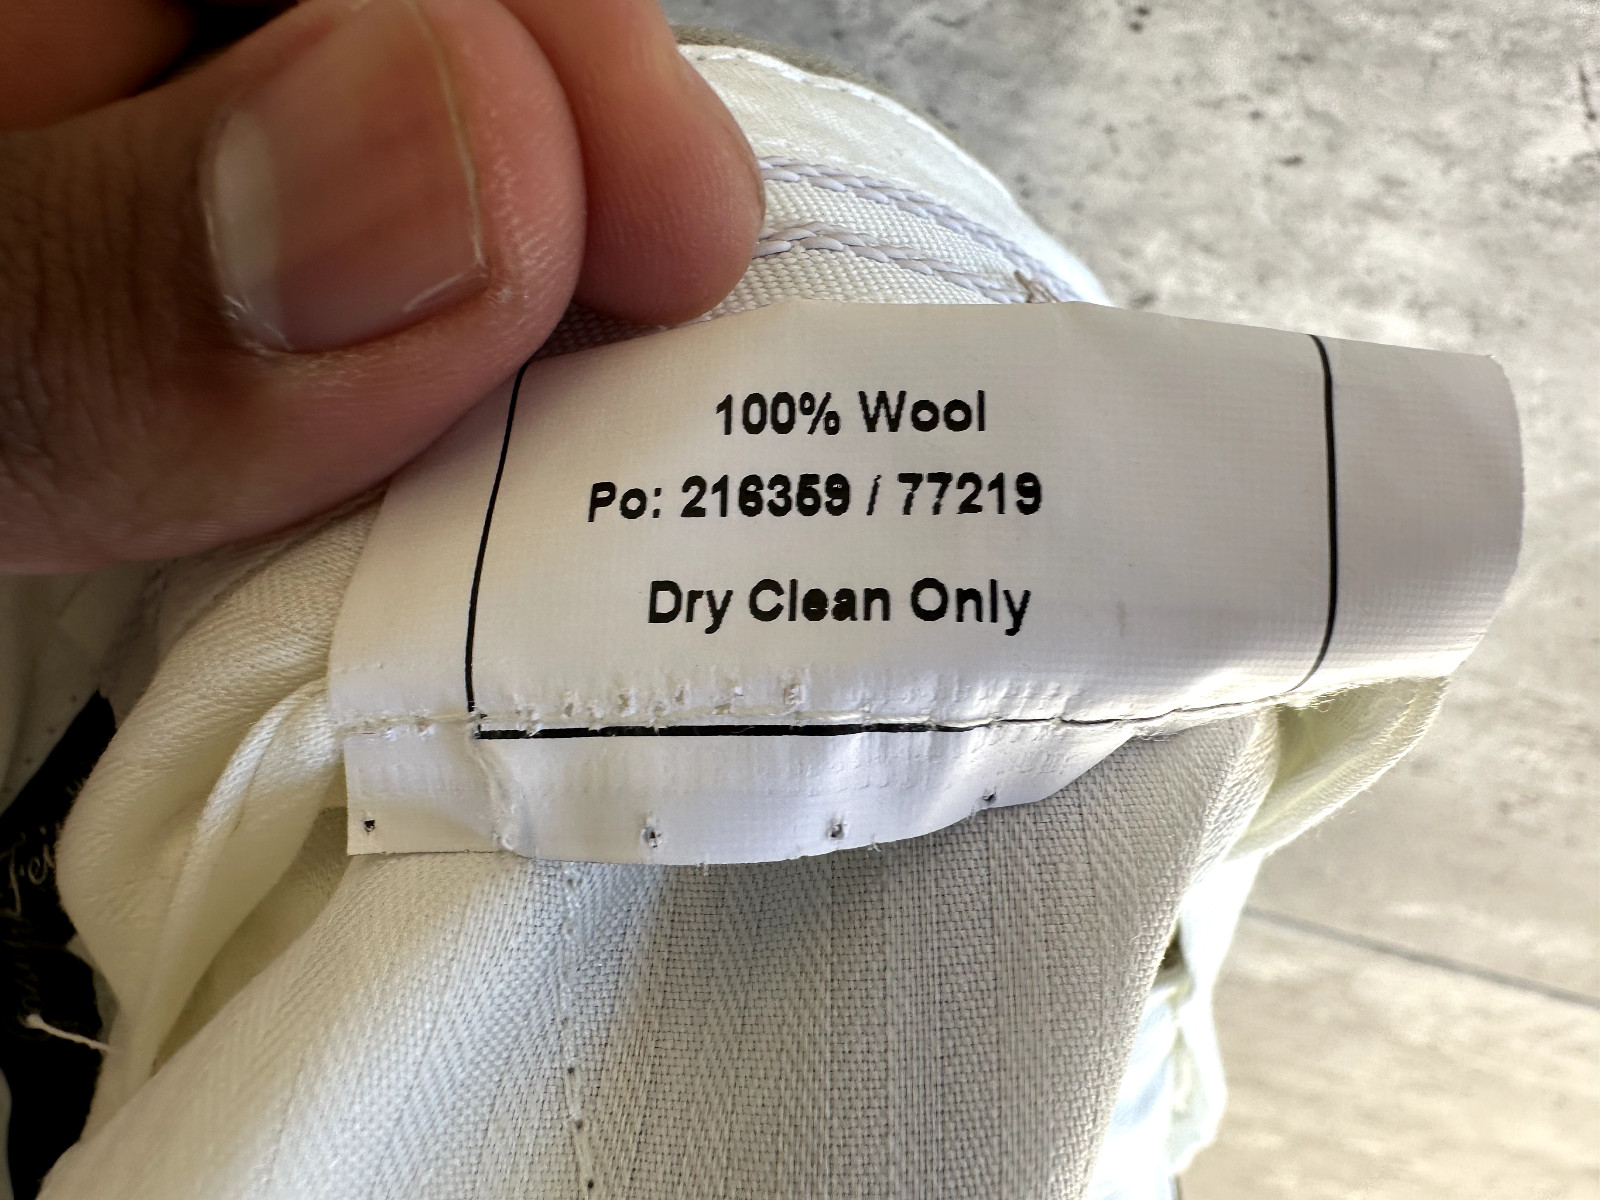 100% Wool
Po: 216359 / 77219
Dry Clean Only